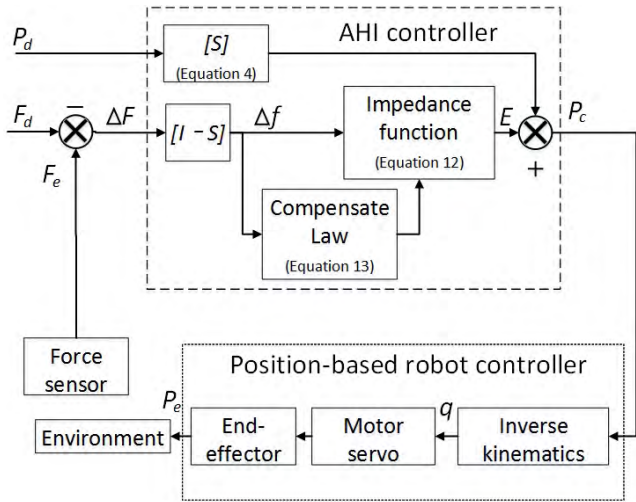 P_d
[S]
(Equation 4)
AHI controller
F_d
−
ΔF
[I − S]
Δf
Impedance
function
(Equation 12)
E
P_c
+
F_e
Compensate
Law
(Equation 13)
Force
sensor
Position-based robot controller
P_e
Environment
End-
effector
Motor
servo
q
Inverse
kinematics